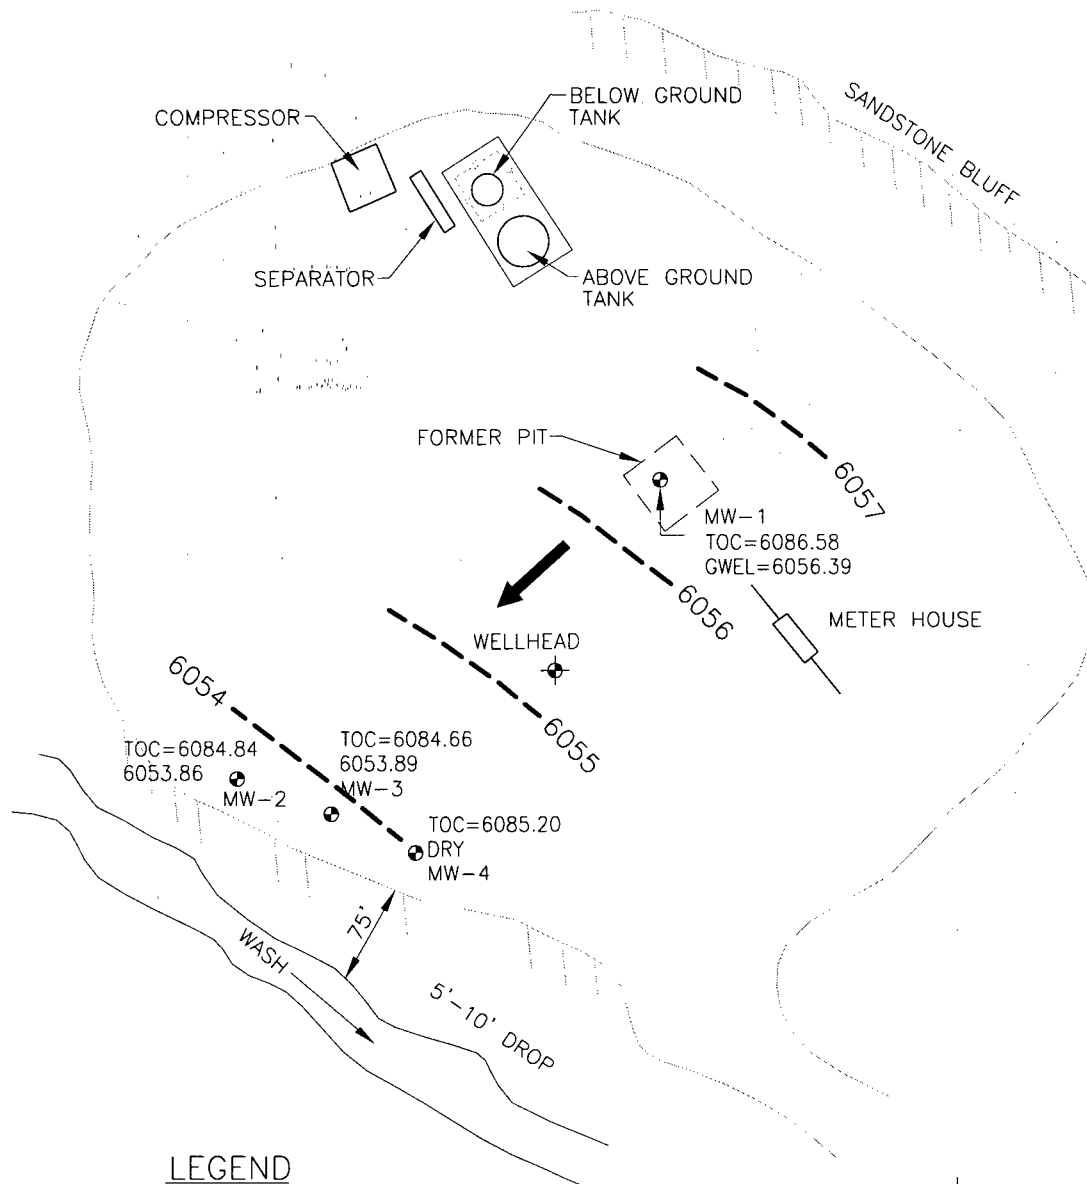 BELOW GROUND
TANK
COMPRESSOR
SANDSTONE BLUFF
SEPARATOR
ABOVE GROUND
TANK
FORMER PIT
6057
MW-1
TOC=6086.58
GWEL=6056.39
6056
METER HOUSE
WELLHEAD
6055
6054
TOC=6084.84
6053.86
MW-2
TOC=6084.66
6053.89
MW-3
TOC=6085.20
DRY
MW-4
75'
WASH
5'-10' DROP
LEGEND